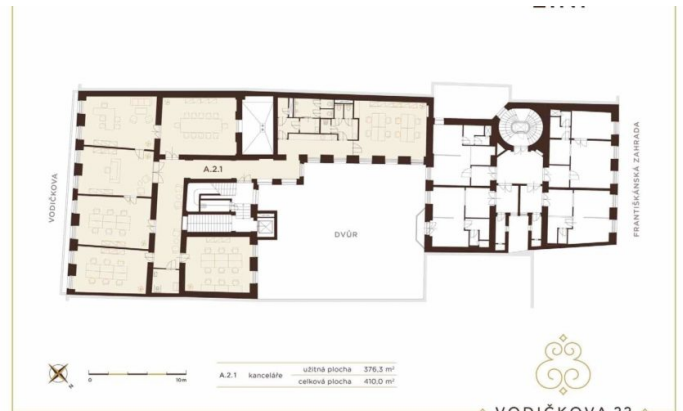 A.2.1
VODIČKOVA
DVŮR
FRANTIŠKÁNSKÁ ZAHRADA
0 10m
A.2.1 kanceláře užitná plocha 376,3 m²
celková plocha 410,0 m²
VODIČKOVA